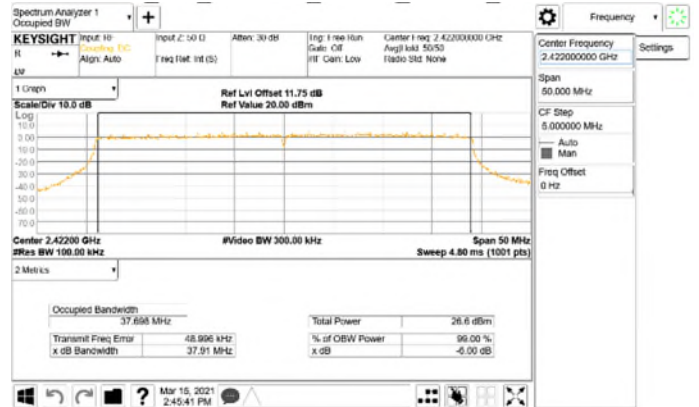 Spectrum Analyzer 1
Occupied BW
+
Frequency
KEYSIGHT
Input: RF
Coupling: DC
Align: Auto
Input Z: 50 Ω
Freq Ref: Int (S)
Atten: 30 dB
Trig: Free Run
Gate: Off
#IF Gain: Low
Center Freq: 2.422000000 GHz
Avg|Hold: 50/50
Radio Std: None
R
LW
Center Frequency
2.422000000 GHz
Settings
Span
50.000 MHz
CF Step
5.000000 MHz
Auto
Man
Freq Offset
0 Hz
1 Graph
Scale/Div 10.0 dB
Ref Lvl Offset 11.75 dB
Ref Value 20.00 dBm
Log
10.0
0.00
-10.0
-20.0
-30.0
-40.0
-50.0
-60.0
-70.0
Center 2.42200 GHz
#Res BW 100.00 kHz
#Video BW 300.00 kHz
Span 50 MHz
Sweep 4.80 ms (1001 pts)
2 Metrics
Occupied Bandwidth
37.698 MHz
Total Power 26.6 dBm
Transmit Freq Error 48.996 kHz
% of OBW Power 99.00 %
x dB Bandwidth 37.91 MHz
x dB -6.00 dB
?
Mar 15, 2021
2:45:41 PM